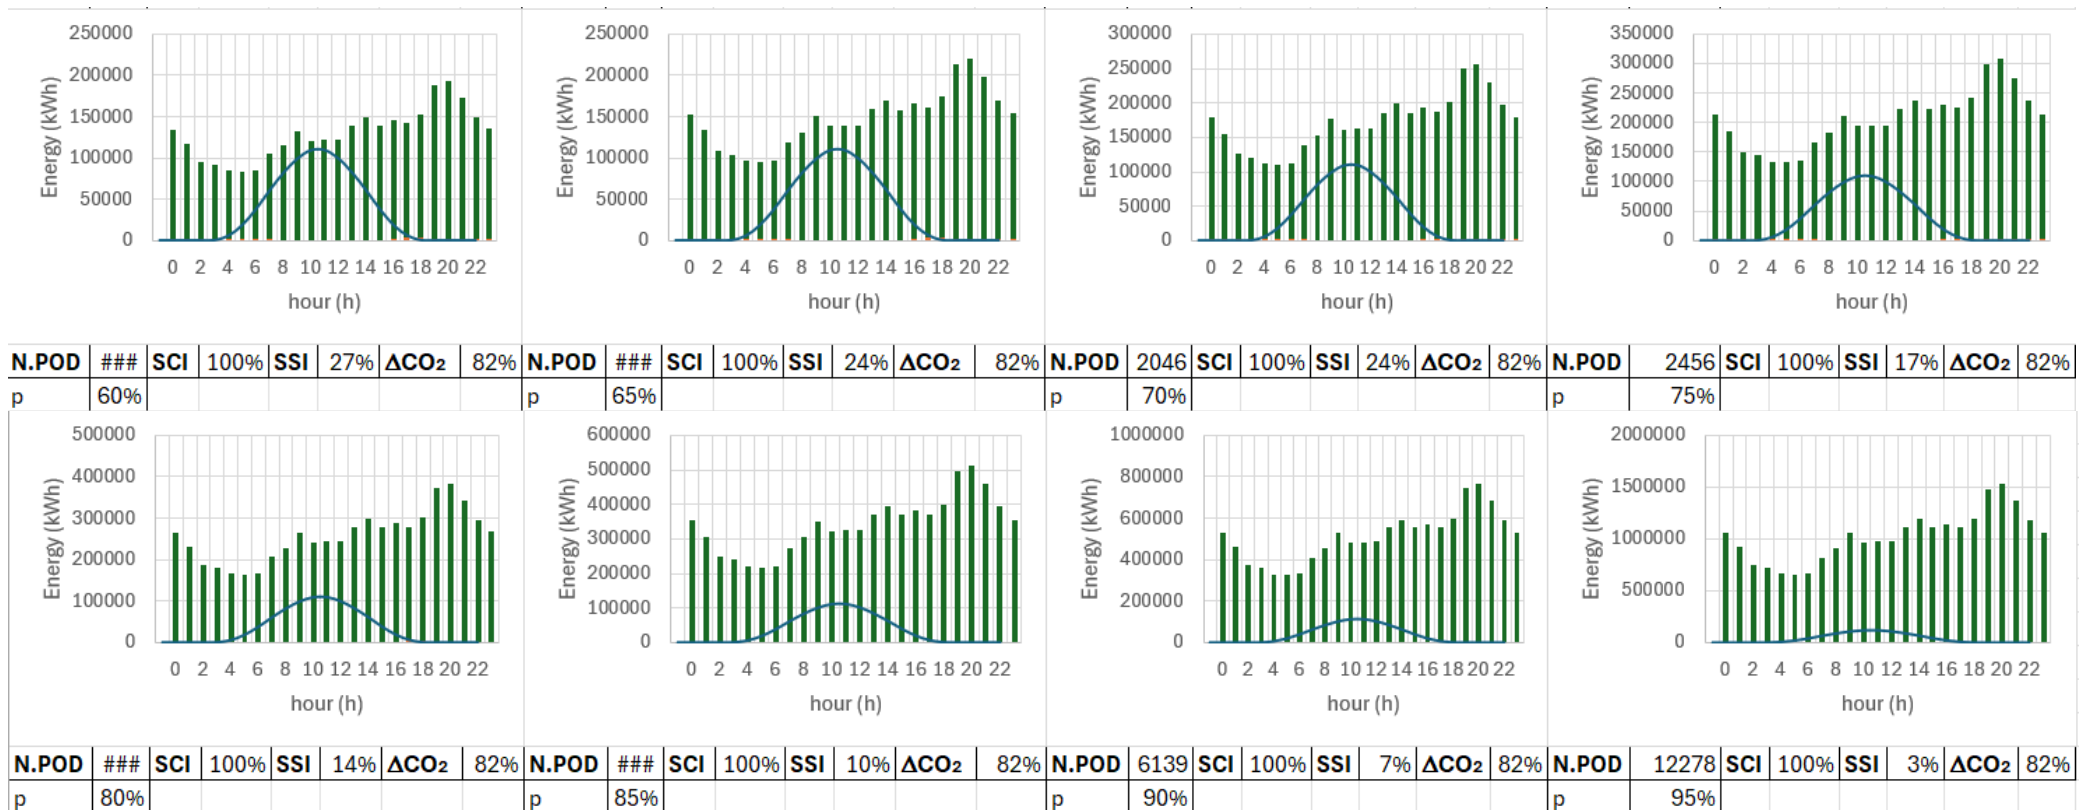 250000
200000
150000
100000
50000
0
Energy (kWh)
0 2 4 6 8 10 12 14 16 18 20 22
hour (h)
250000
200000
150000
100000
50000
0
Energy (kWh)
0 2 4 6 8 10 12 14 16 18 20 22
hour (h)
300000
250000
200000
150000
100000
50000
0
Energy (kWh)
0 2 4 6 8 10 12 14 16 18 20 22
hour (h)
350000
300000
250000
200000
150000
100000
50000
0
Energy (kWh)
0 2 4 6 8 10 12 14 16 18 20 22
hour (h)
N.POD ### SCI 100% SSI 27% ΔCO₂ 82% N.POD ### SCI 100% SSI 24% ΔCO₂ 82% N.POD 2046 SCI 100% SSI 24% ΔCO₂ 82% N.POD 2456 SCI 100% SSI 17% ΔCO₂ 82%
p 60% p 65% p 70% p 75%
500000
400000
300000
200000
100000
0
Energy (kWh)
0 2 4 6 8 10 12 14 16 18 20 22
hour (h)
600000
500000
400000
300000
200000
100000
0
Energy (kWh)
0 2 4 6 8 10 12 14 16 18 20 22
hour (h)
1000000
800000
600000
400000
200000
0
Energy (kWh)
0 2 4 6 8 10 12 14 16 18 20 22
hour (h)
2000000
1500000
1000000
500000
0
Energy (kWh)
0 2 4 6 8 10 12 14 16 18 20 22
hour (h)
N.POD ### SCI 100% SSI 14% ΔCO₂ 82% N.POD ### SCI 100% SSI 10% ΔCO₂ 82% N.POD 6139 SCI 100% SSI 7% ΔCO₂ 82% N.POD 12278 SCI 100% SSI 3% ΔCO₂ 82%
p 80% p 85% p 90% p 95%